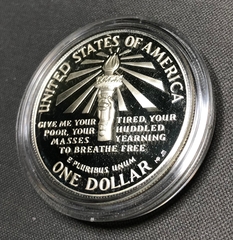 UNITED STATES OF AMERICA
GIVE ME YOUR TIRED, YOUR
POOR, YOUR HUDDLED
MASSES YEARNING
TO BREATHE FREE
E PLURIBUS UNUM
ONE DOLLAR